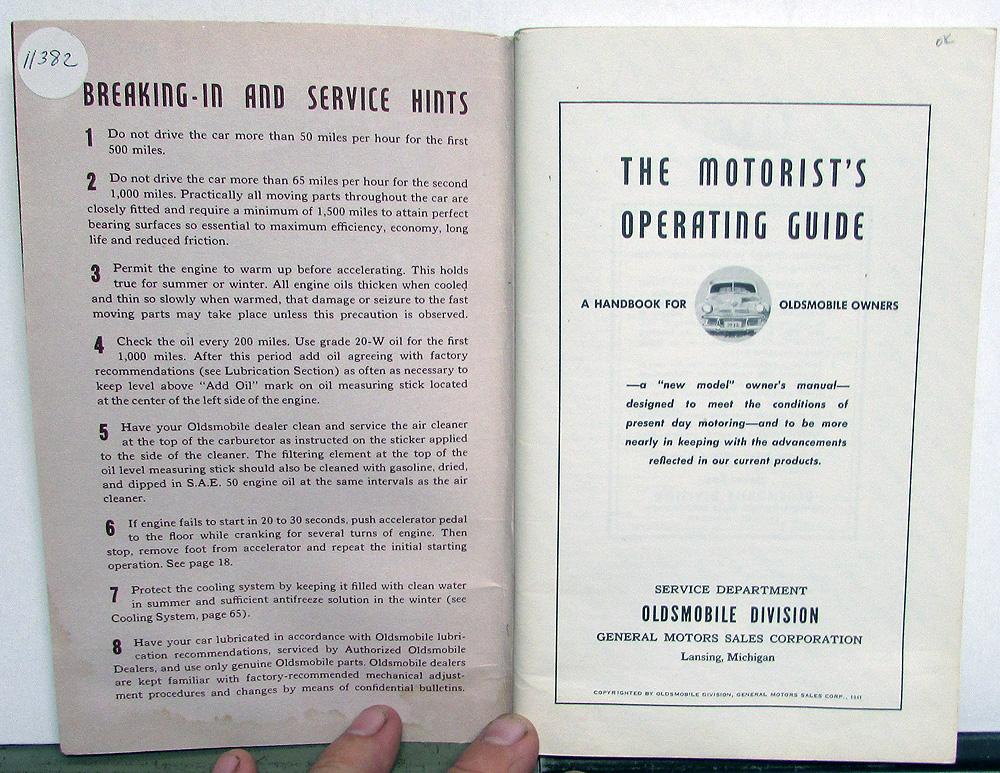 11382
BREAKING-IN AND SERVICE HINTS
1 Do not drive the car more than 50 miles per hour for the first
500 miles.
2 Do not drive the car more than 65 miles per hour for the second
1,000 miles. Practically all moving parts throughout the car are
closely fitted and require a minimum of 1,500 miles to attain perfect
bearing surfaces so essential to maximum efficiency, economy, long
life and reduced friction.
3 Permit the engine to warm up before accelerating. This holds
true for summer or winter. All engine oils thicken when cooled
and thin so slowly when warmed, that damage or seizure to the fast
moving parts may take place unless this precaution is observed.
4 Check the oil every 200 miles. Use grade 20-W oil for the first
1,000 miles. After this period add oil agreeing with factory
recommendations (see Lubrication Section) as often as necessary to
keep level above "Add Oil" mark on oil measuring stick located
at the center of the left side of the engine.
5 Have your Oldsmobile dealer clean and service the air cleaner
at the top of the carburetor as instructed on the sticker applied
to the side of the cleaner. The filtering element at the top of the
oil level measuring stick should also be cleaned with gasoline, dried,
and dipped in S.A.E. 50 engine oil at the same intervals as the air
cleaner.
6 If engine fails to start in 20 to 30 seconds, push accelerator pedal
to the floor while cranking for several turns of engine. Then
stop, remove foot from accelerator and repeat the initial starting
operation. See page 18.
7 Protect the cooling system by keeping it filled with clean water
in summer and sufficient antifreeze solution in the winter (see
Cooling System, page 65).
8 Have your car lubricated in accordance with Oldsmobile lubri-
cation recommendations, serviced by Authorized Oldsmobile
Dealers, and use only genuine Oldsmobile parts. Oldsmobile dealers
are kept familiar with factory-recommended mechanical adjust-
ment procedures and changes by means of confidential bulletins.
OK
THE MOTORIST'S
OPERATING GUIDE
A HANDBOOK FOR OLDSMOBILE OWNERS
—a "new model" owner's manual—
designed to meet the conditions of
present day motoring—and to be more
nearly in keeping with the advancements
reflected in our current products.
SERVICE DEPARTMENT
OLDSMOBILE DIVISION
GENERAL MOTORS SALES CORPORATION
Lansing, Michigan
COPYRIGHTED BY OLDSMOBILE DIVISION, GENERAL MOTORS SALES CORP., 1941